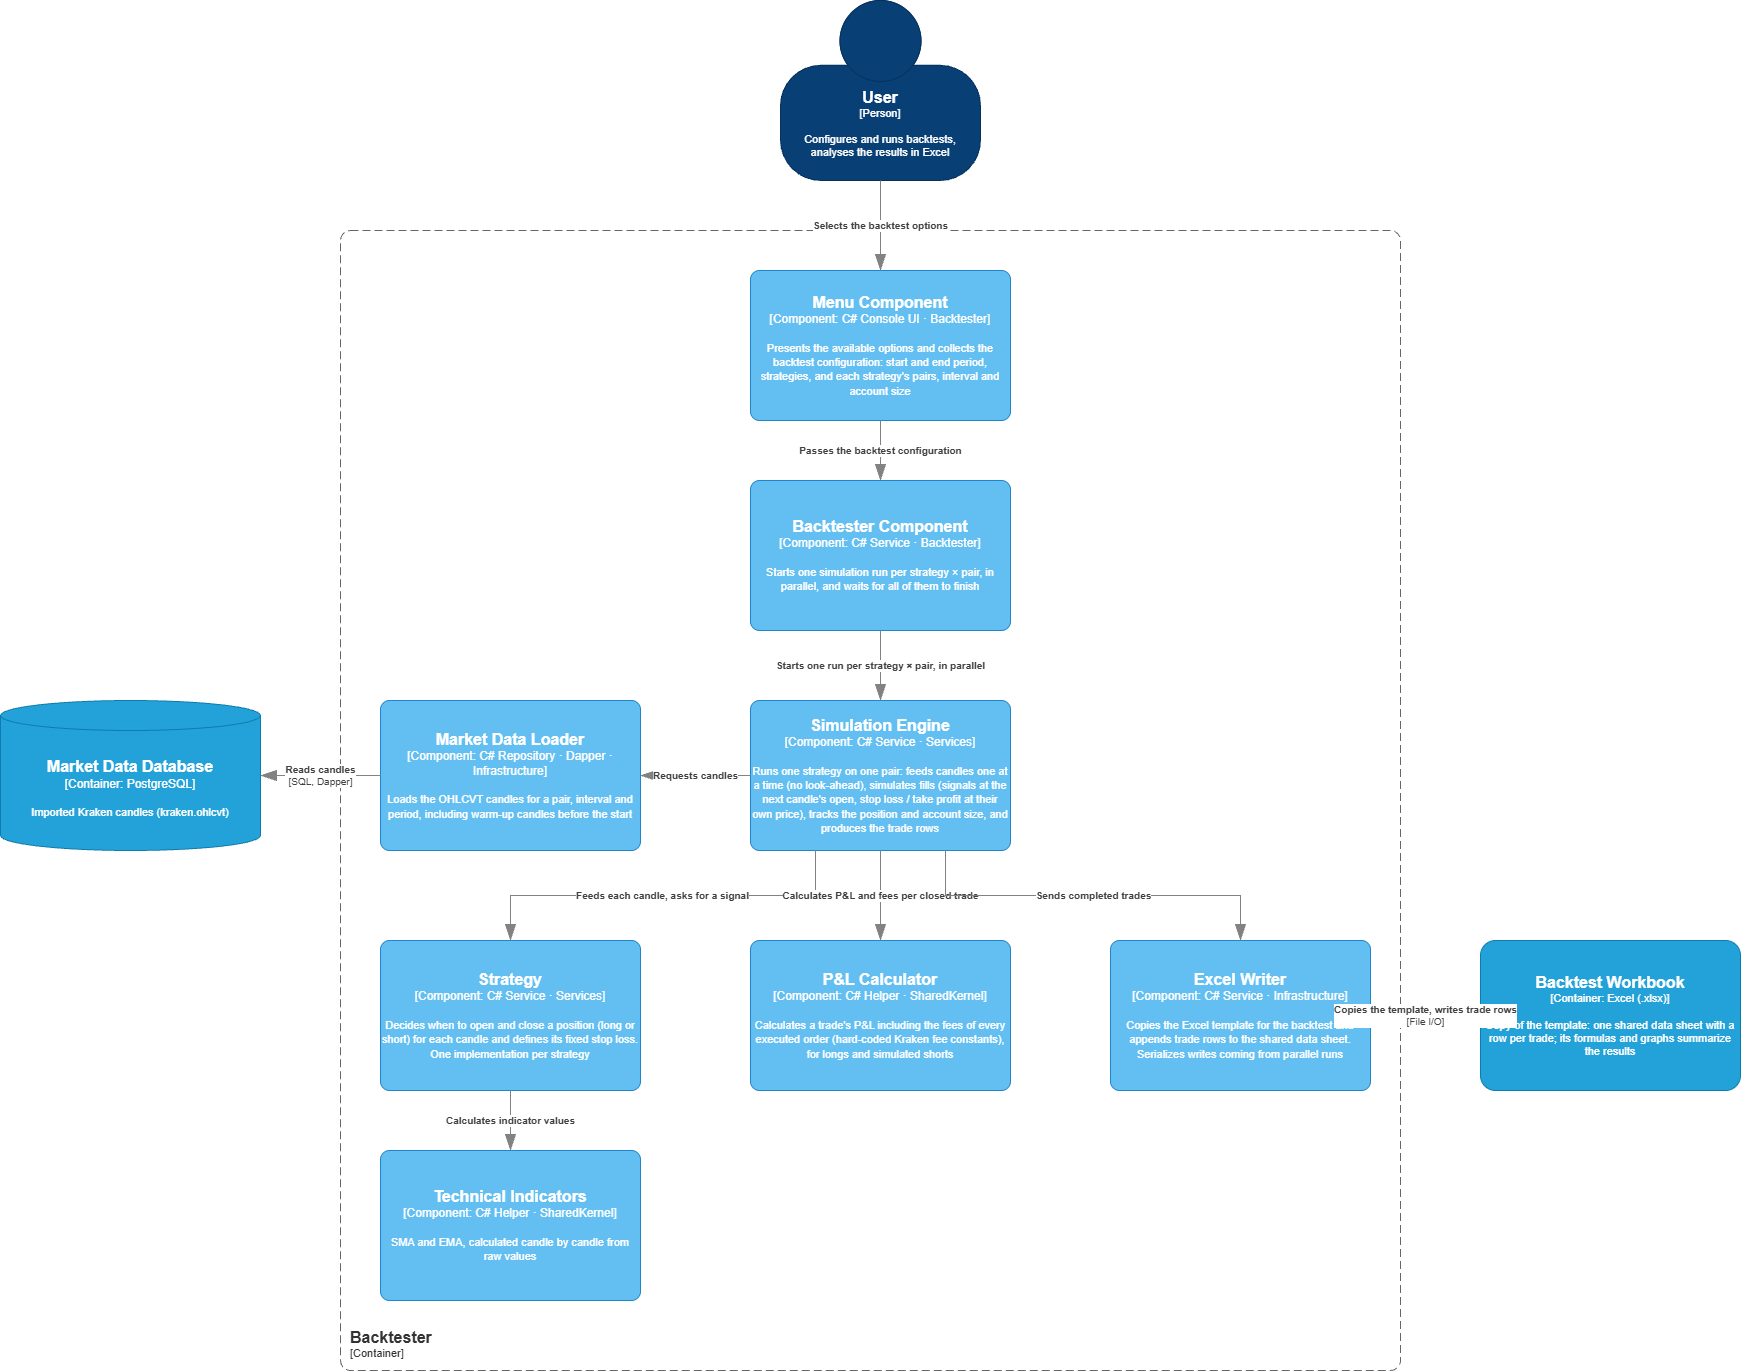 User
[Person]
Configures and runs backtests,
analyses the results in Excel
Selects the backtest options
Menu Component
[Component: C# Console UI · Backtester]
Presents the available options and collects the
backtest configuration: start and end period,
strategies, and each strategy's pairs, interval and
account size
Passes the backtest configuration
Backtester Component
[Component: C# Service · Backtester]
Starts one simulation run per strategy × pair, in
parallel, and waits for all of them to finish
Starts one run per strategy × pair, in parallel
Market Data Database
[Container: PostgreSQL]
Imported Kraken candles (kraken.ohlcvt)
Reads candles
[SQL, Dapper]
Market Data Loader
[Component: C# Repository · Dapper ·
Infrastructure]
Loads the OHLCVT candles for a pair, interval and
period, including warm-up candles before the start
Requests candles
Simulation Engine
[Component: C# Service · Services]
Runs one strategy on one pair: feeds candles one at
a time (no look-ahead), simulates fills (signals at the
next candle's open, stop loss / take profit at their
own price), tracks the position and account size, and
produces the trade rows
Feeds each candle, asks for a signal
Calculates P&L and fees per closed trade
Sends completed trades
Strategy
[Component: C# Service · Services]
Decides when to open and close a position (long or
short) for each candle and defines its fixed stop loss.
One implementation per strategy
P&L Calculator
[Component: C# Helper · SharedKernel]
Calculates a trade's P&L including the fees of every
executed order (hard-coded Kraken fee constants),
for longs and simulated shorts
Excel Writer
[Component: C# Service · Infrastructure]
Copies the Excel template for the backtest
appends trade rows to the shared data sheet.
Serializes writes coming from parallel runs
Copies the template, writes trade rows
[File I/O]
Backtest Workbook
[Container: Excel (.xlsx)]
of the template: one shared data sheet with a
row per trade; its formulas and graphs summarize
the results
Calculates indicator values
Technical Indicators
[Component: C# Helper · SharedKernel]
SMA and EMA, calculated candle by candle from
raw values
Backtester
[Container]